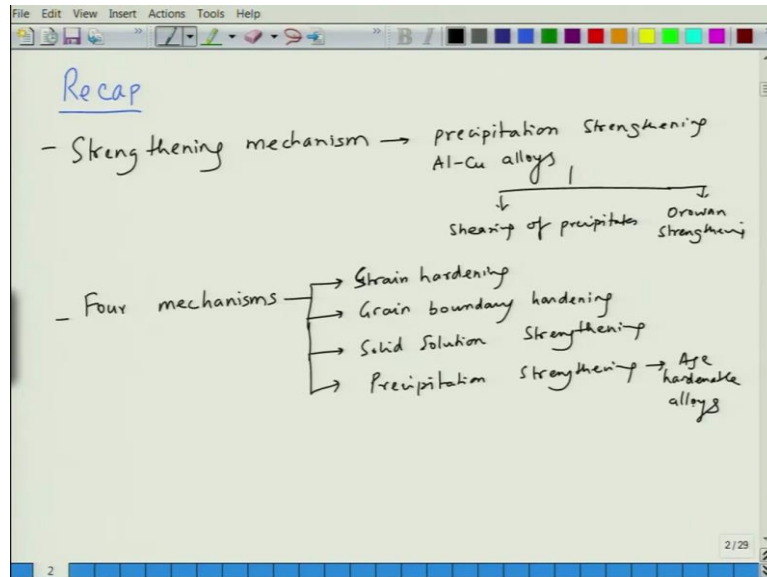 File Edit View Insert Actions Tools Help
B I
Recap
- Strengthening mechanism → precipitation Strengthening
Al-Cu alloys
Shearing of precipitates
Orowan
Strengthening
- Four mechanisms
→ Strain hardening
→ Grain boundary hardening
→ Solid Solution Strengthening
→ Precipitation Strengthening → Age
hardenable
alloys
2/29
2